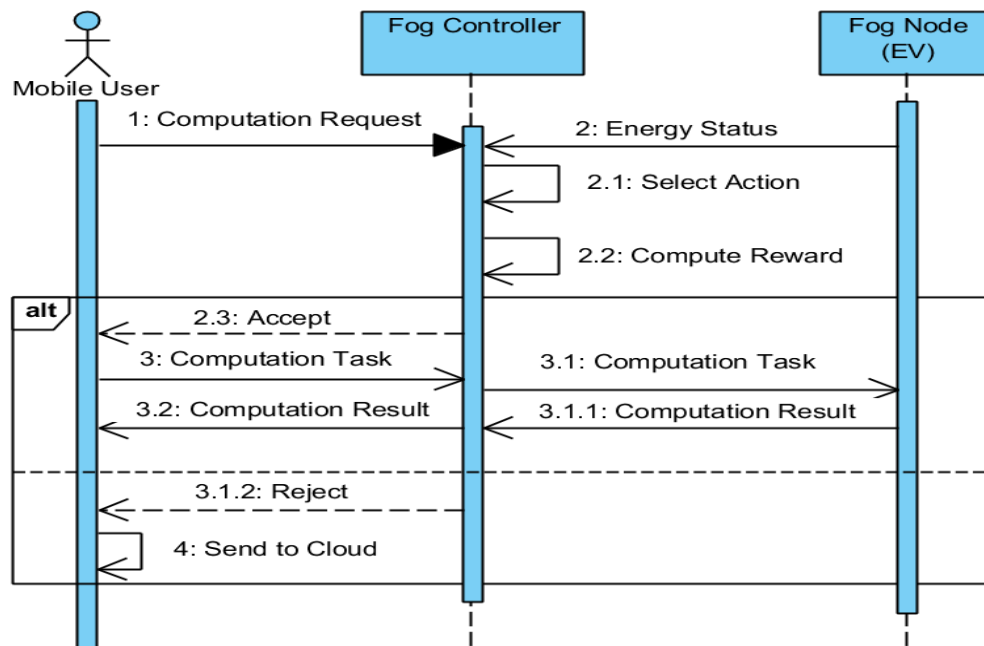 Fog Controller
Fog Node
(EV)
Mobile User
1: Computation Request
2: Energy Status
2.1: Select Action
2.2: Compute Reward
alt
2.3: Accept
3: Computation Task
3.1: Computation Task
3.2: Computation Result
3.1.1: Computation Result
3.1.2: Reject
4: Send to Cloud